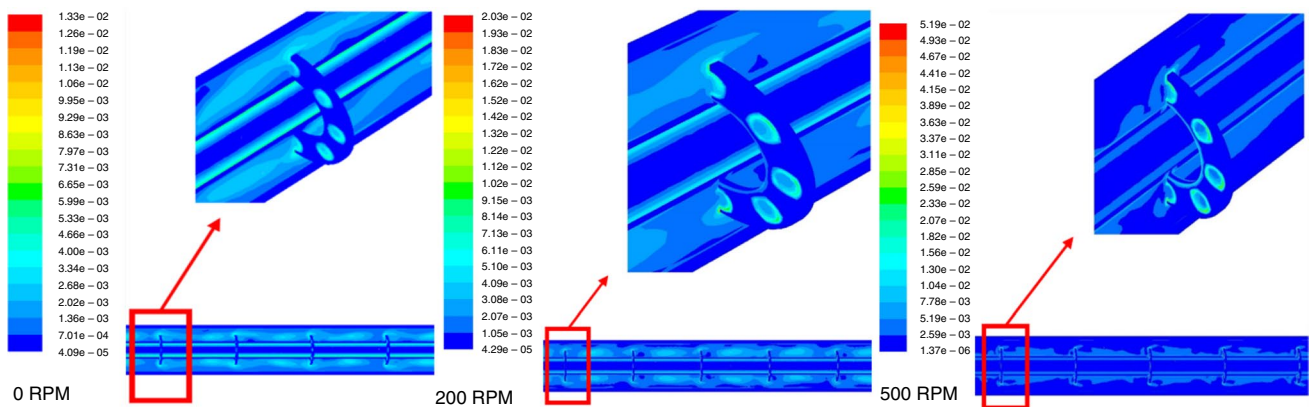 1.33e – 02
1.26e – 02
1.19e – 02
1.13e – 02
1.06e – 02
9.95e – 03
9.29e – 03
8.63e – 03
7.97e – 03
7.31e – 03
6.65e – 03
5.99e – 03
5.33e – 03
4.66e – 03
4.00e – 03
3.34e – 03
2.68e – 03
2.02e – 03
1.36e – 03
7.01e – 04
4.09e – 05
0 RPM
2.03e – 02
1.93e – 02
1.83e – 02
1.72e – 02
1.62e – 02
1.52e – 02
1.42e – 02
1.32e – 02
1.22e – 02
1.12e – 02
1.02e – 02
9.15e – 03
8.14e – 03
7.13e – 03
6.11e – 03
5.10e – 03
4.09e – 03
3.08e – 03
2.07e – 03
1.05e – 03
4.29e – 05
200 RPM
5.19e – 02
4.93e – 02
4.67e – 02
4.41e – 02
4.15e – 02
3.89e – 02
3.63e – 02
3.37e – 02
3.11e – 02
2.85e – 02
2.59e – 02
2.33e – 02
2.07e – 02
1.82e – 02
1.56e – 02
1.30e – 02
1.04e – 02
7.78e – 03
5.19e – 03
2.59e – 03
1.37e – 06
500 RPM